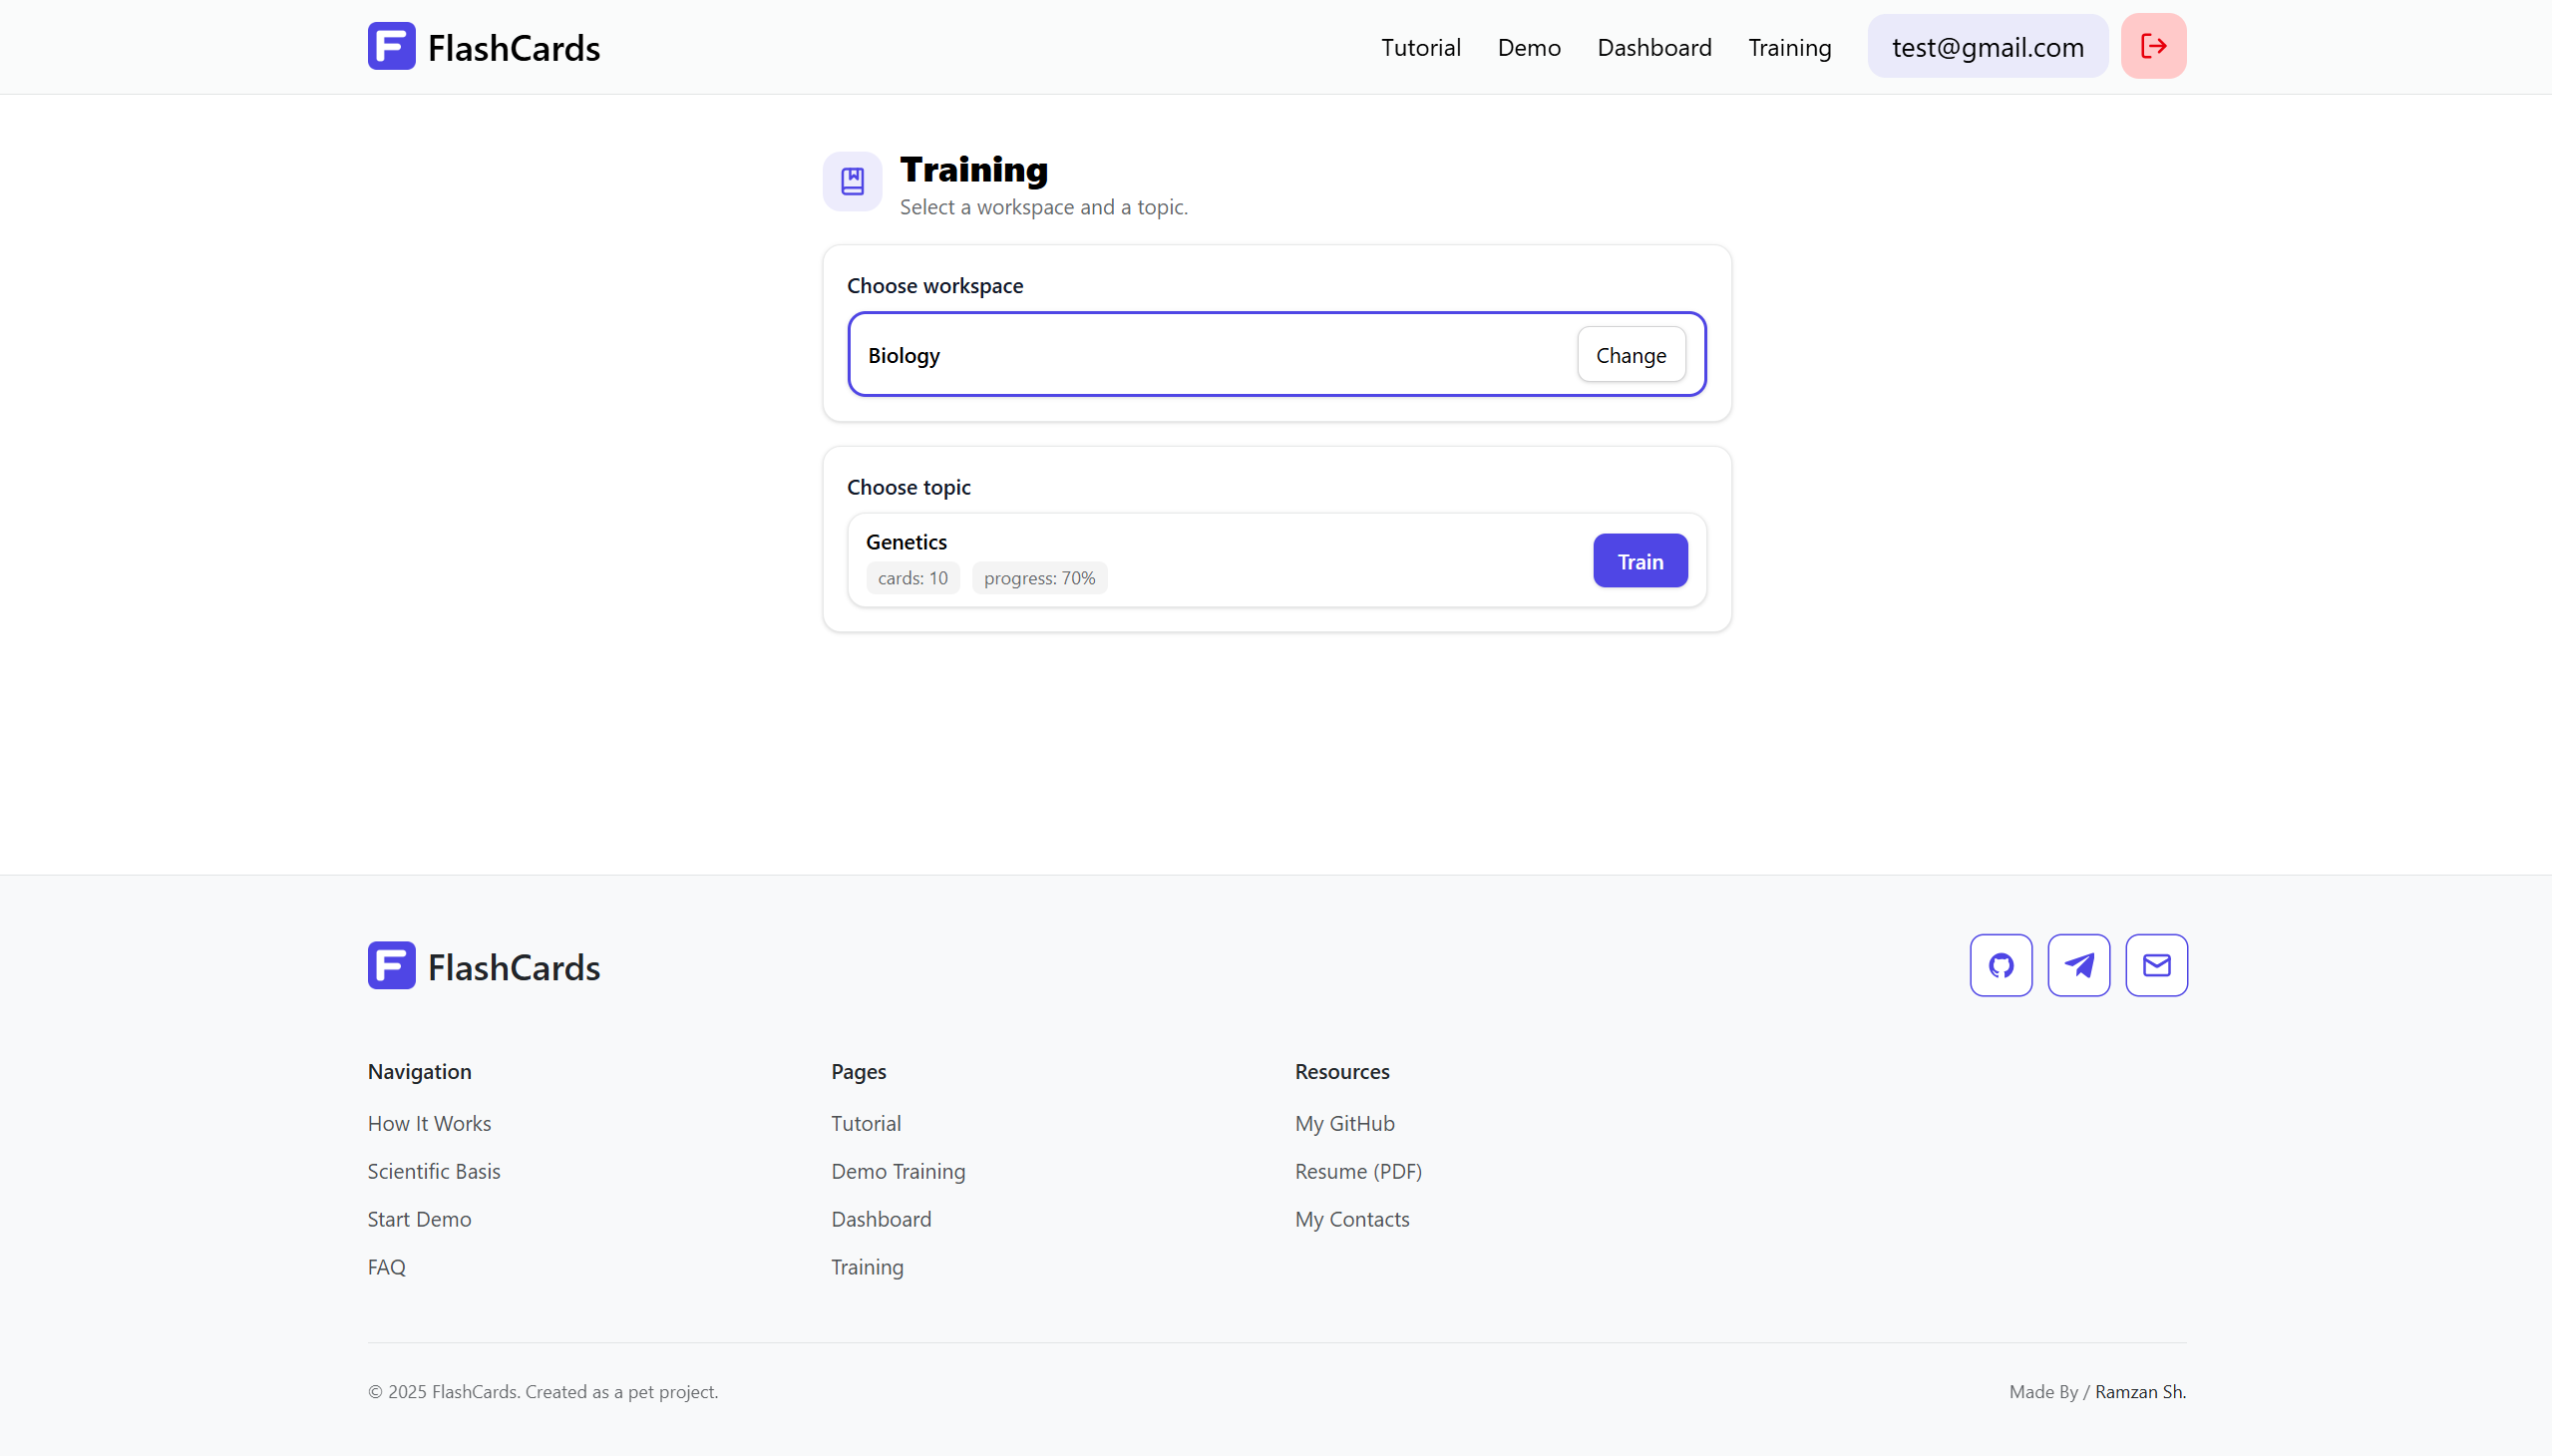 FlashCards
Tutorial Demo Dashboard Training test@gmail.com
Training
Select a workspace and a topic.
Choose workspace
Biology Change
Choose topic
Genetics
cards: 10 progress: 70%
Train
FlashCards
Navigation
How It Works
Scientific Basis
Start Demo
FAQ
Pages
Tutorial
Demo Training
Dashboard
Training
Resources
My GitHub
Resume (PDF)
My Contacts
© 2025 FlashCards. Created as a pet project.
Made By / Ramzan Sh.